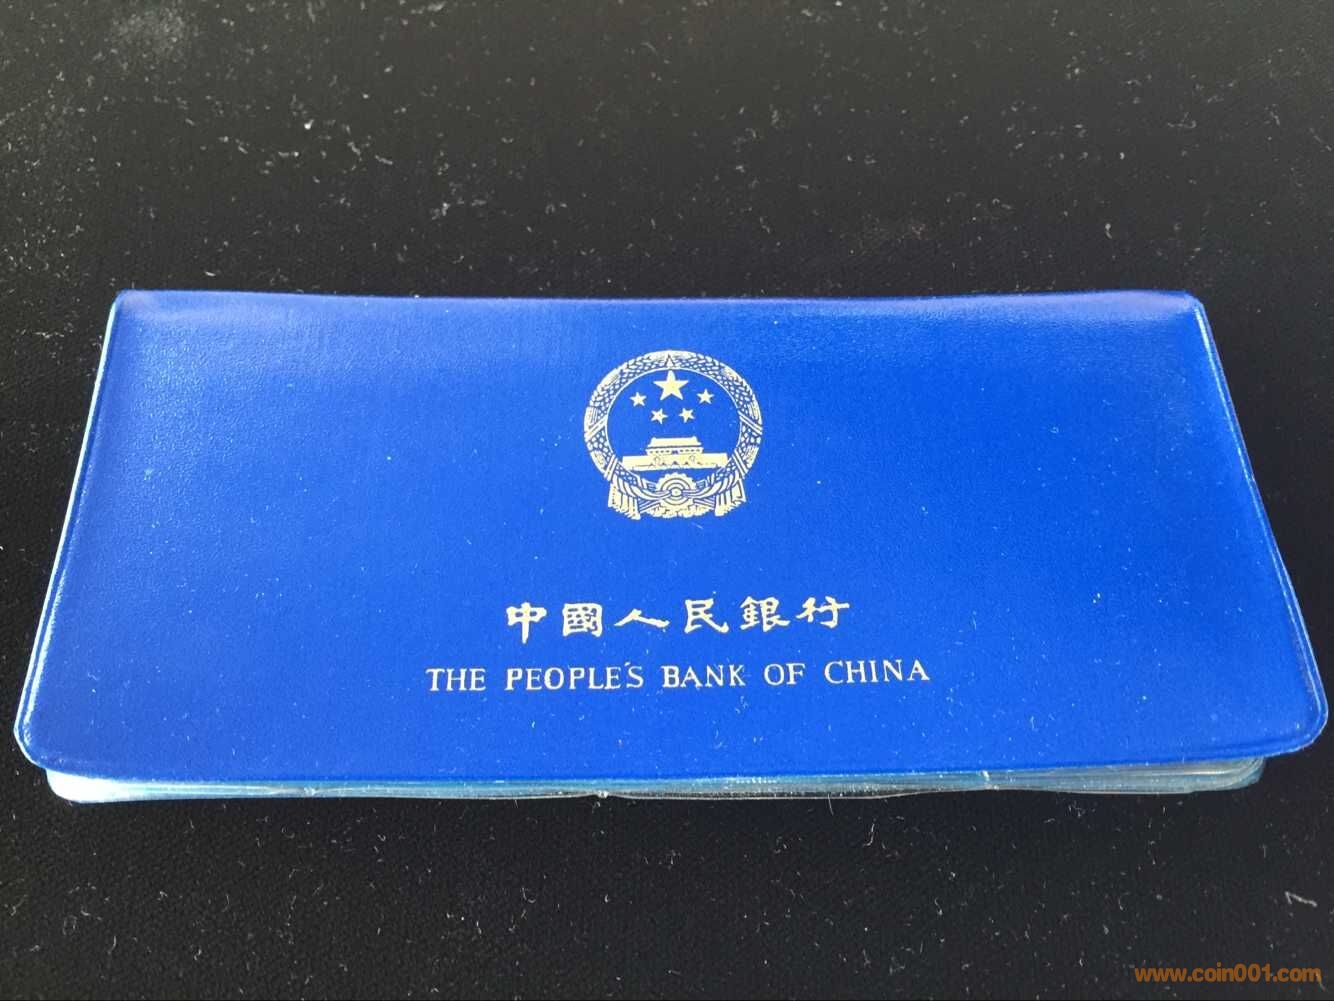 中國人民銀行
THE PEOPLE'S BANK OF CHINA
www.coin001.com